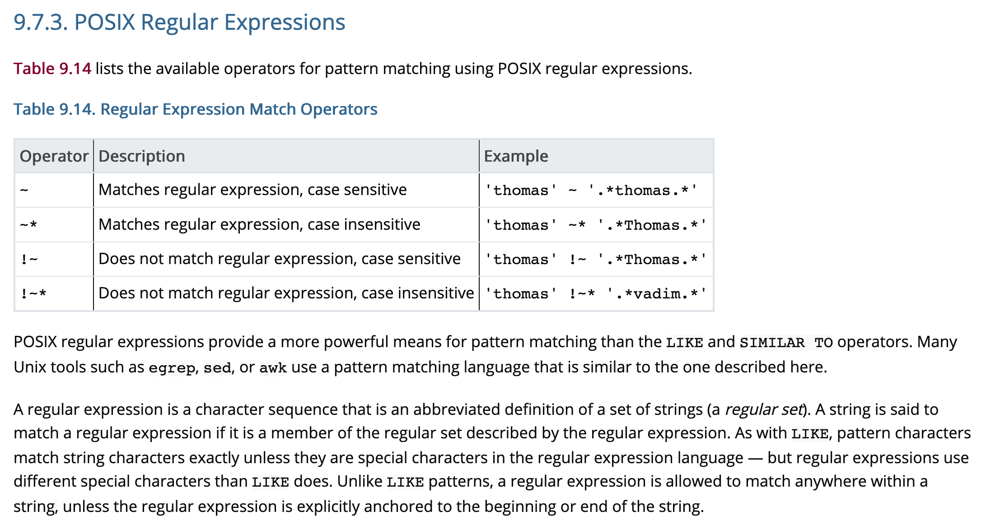 9.7.3. POSIX Regular Expressions
Table 9.14 lists the available operators for pattern matching using POSIX regular expressions.
Table 9.14. Regular Expression Match Operators
Operator Description Example
~ Matches regular expression, case sensitive 'thomas' ~ '.*thomas.*'
~* Matches regular expression, case insensitive 'thomas' ~* '.*Thomas.*'
!~ Does not match regular expression, case sensitive 'thomas' !~ '.*Thomas.*'
!~* Does not match regular expression, case insensitive 'thomas' !~* '.*vadim.*'
POSIX regular expressions provide a more powerful means for pattern matching than the LIKE and SIMILAR TO operators. Many
Unix tools such as egrep, sed, or awk use a pattern matching language that is similar to the one described here.
A regular expression is a character sequence that is an abbreviated definition of a set of strings (a regular set). A string is said to
match a regular expression if it is a member of the regular set described by the regular expression. As with LIKE, pattern characters
match string characters exactly unless they are special characters in the regular expression language — but regular expressions use
different special characters than LIKE does. Unlike LIKE patterns, a regular expression is allowed to match anywhere within a
string, unless the regular expression is explicitly anchored to the beginning or end of the string.